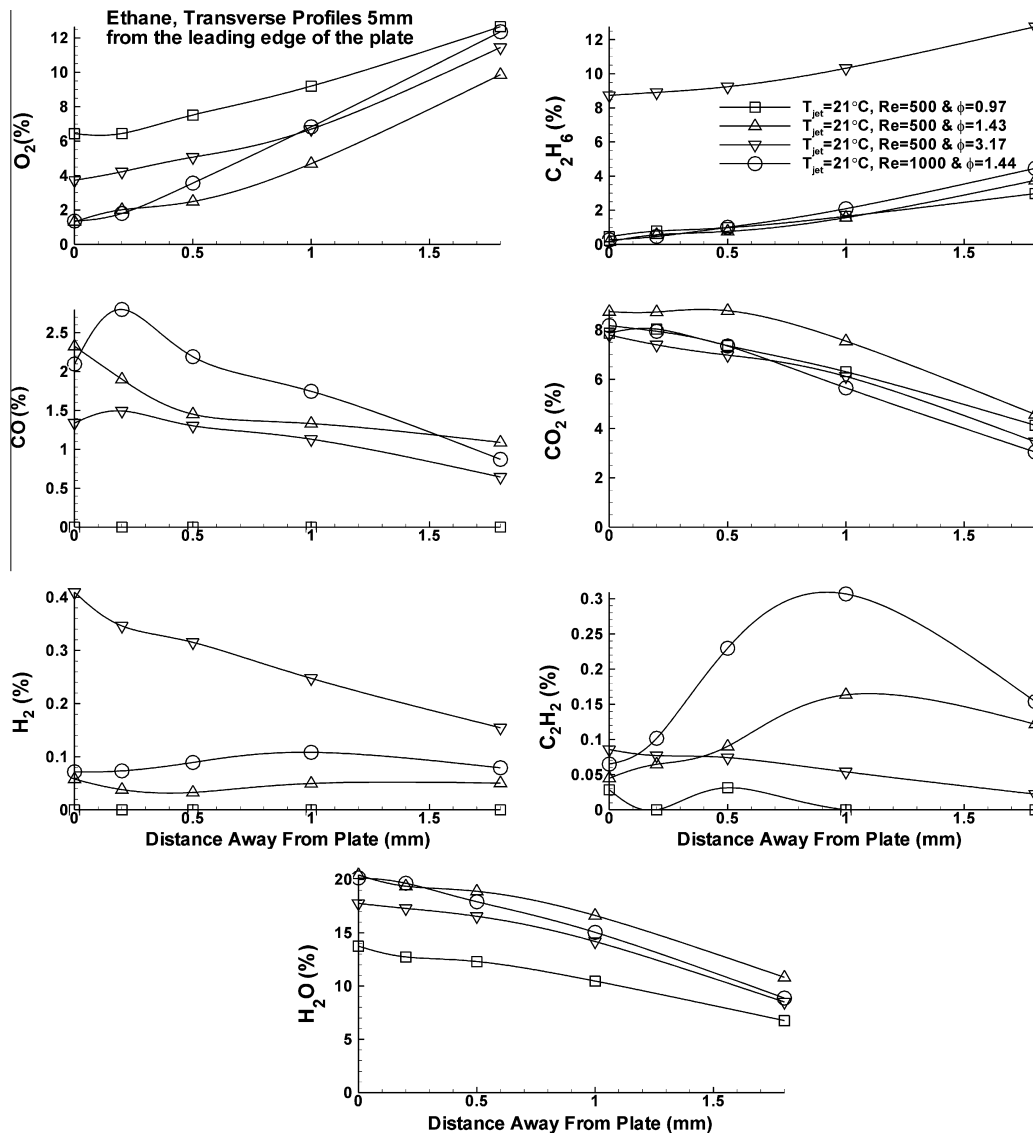 Ethane, Transverse Profiles 5mm
from the leading edge of the plate
O₂(%)
12
10
8
6
4
2
0
0 0.5 1 1.5
C₂H₆ (%)
12
10
8
6
4
2
0
T_jet=21°C, Re=500 & ϕ=0.97
T_jet=21°C, Re=500 & ϕ=1.43
T_jet=21°C, Re=500 & ϕ=3.17
T_jet=21°C, Re=1000 & ϕ=1.44
0 0.5 1 1.5
CO (%)
2.5
2
1.5
1
0.5
0
0 0.5 1 1.5
CO₂ (%)
8
6
4
2
0
0 0.5 1 1.5
H₂ (%)
0.4
0.3
0.2
0.1
0
0 0.5 1 1.5
Distance Away From Plate (mm)
C₂H₂ (%)
0.3
0.25
0.2
0.15
0.1
0.05
0
0 0.5 1 1.5
Distance Away From Plate (mm)
H₂O (%)
20
15
10
5
0
0 0.5 1 1.5
Distance Away From Plate (mm)